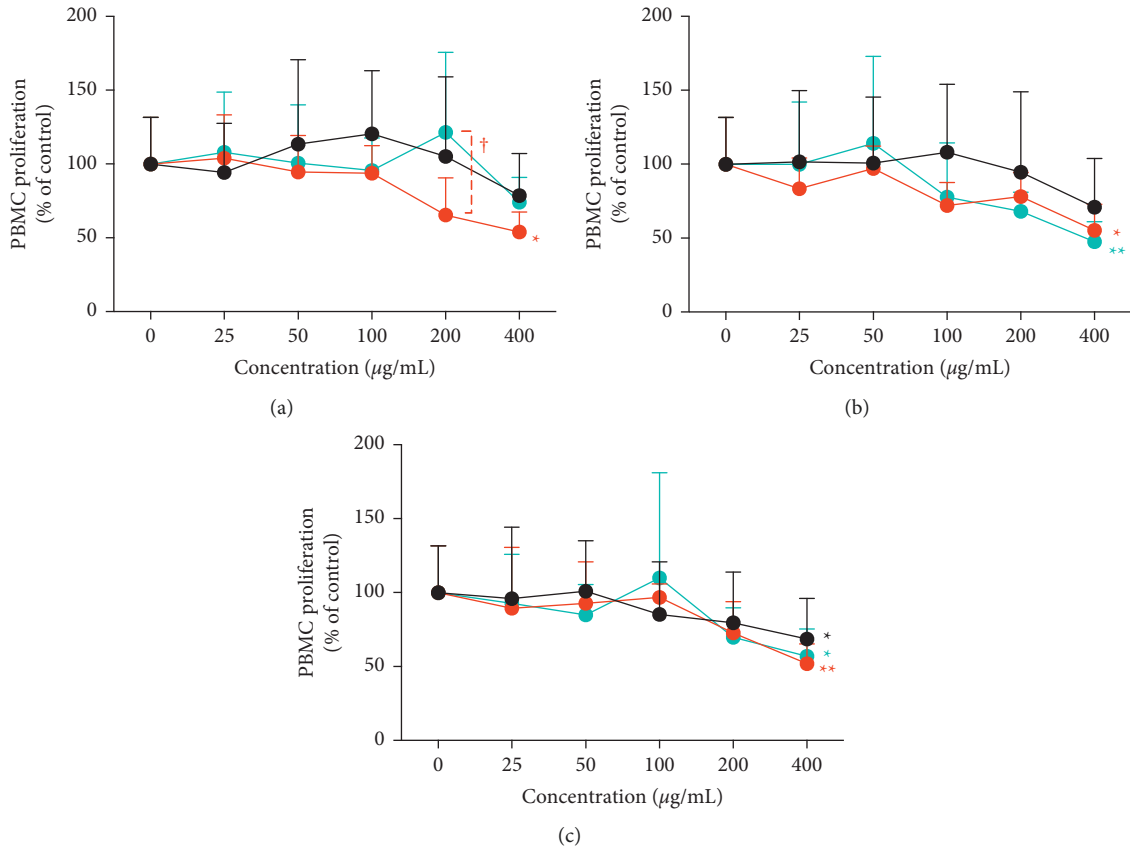 PBMC proliferation
(% of control)
200
150
100
50
0
†
*
0 25 50 100 200 400
Concentration (μg/mL)
(a)
PBMC proliferation
(% of control)
200
150
100
50
0
*
**
0 25 50 100 200 400
Concentration (μg/mL)
(b)
PBMC proliferation
(% of control)
200
150
100
50
0
*
*
**
0 25 50 100 200 400
Concentration (μg/mL)
(c)